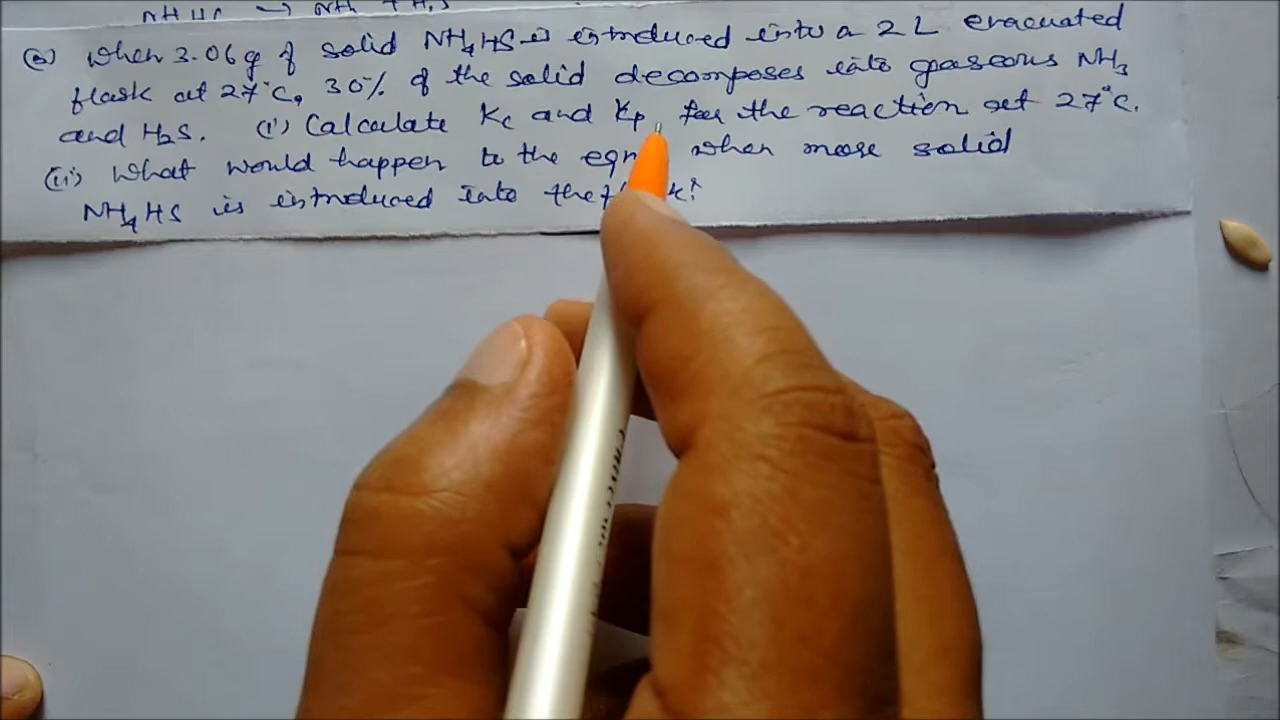 (a) When 3.06g of solid NH4HS is introduced into a 2L evacuated
flask at 27°C, 30% of the solid decomposes into gaseous NH3
and H2S. (i) Calculate Kc and Kp for the reaction at 27°C.
(ii) What would happen to the when more solid
NH4HS is introduced into the